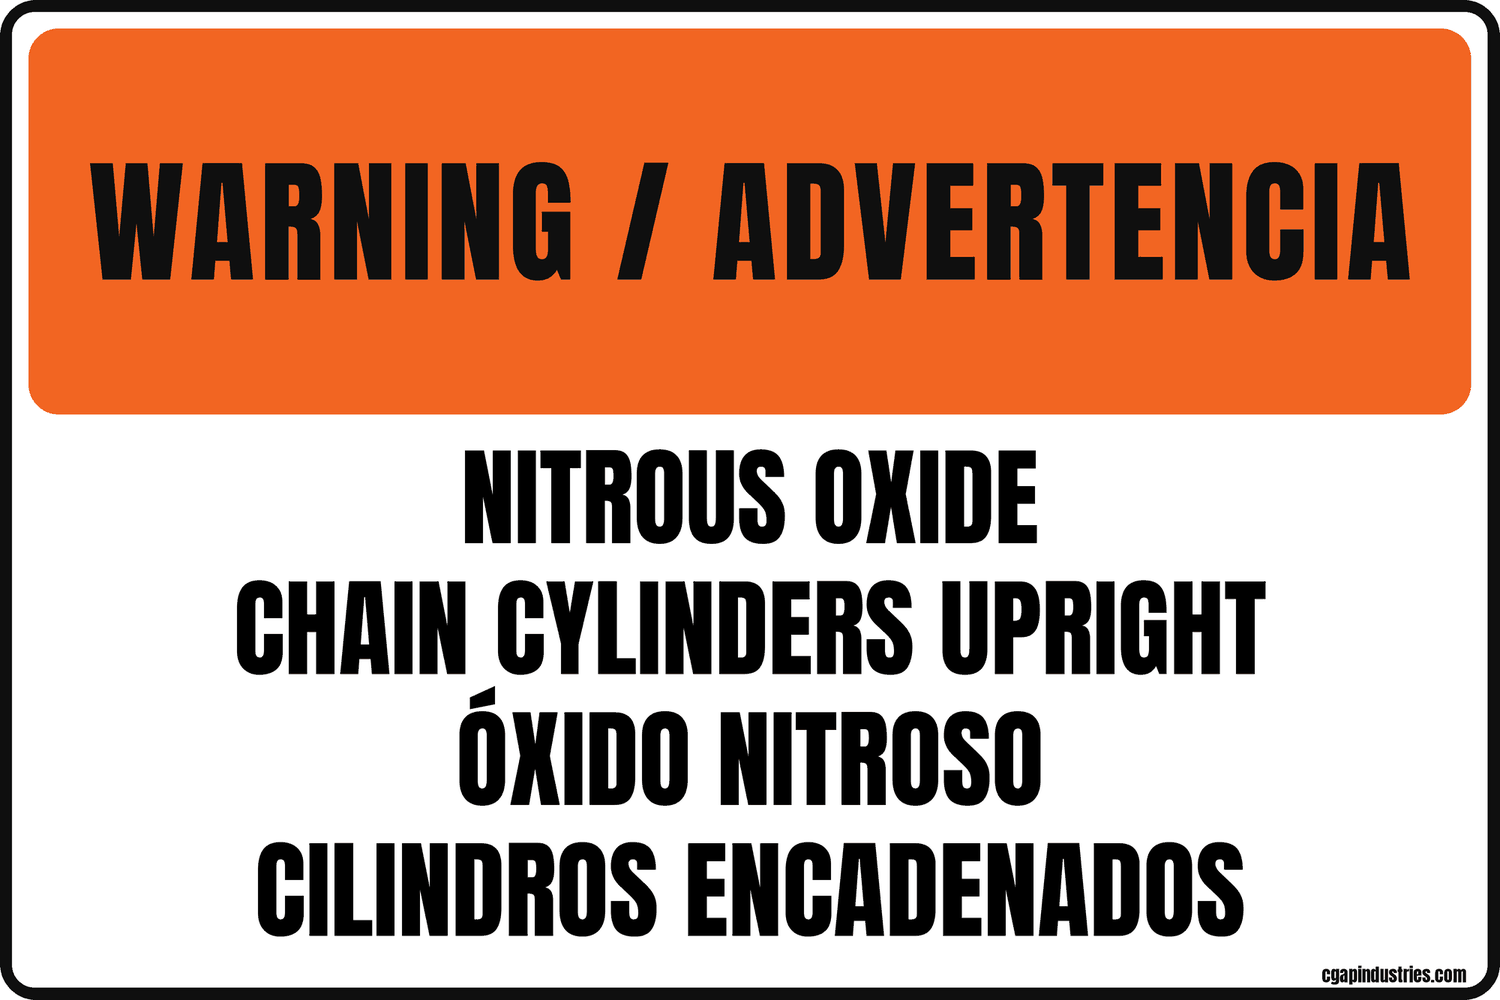 WARNING / ADVERTENCIA
NITROUS OXIDE
CHAIN CYLINDERS UPRIGHT
ÓXIDO NITROSO
CILINDROS ENCADENADOS
cgapindustries.com